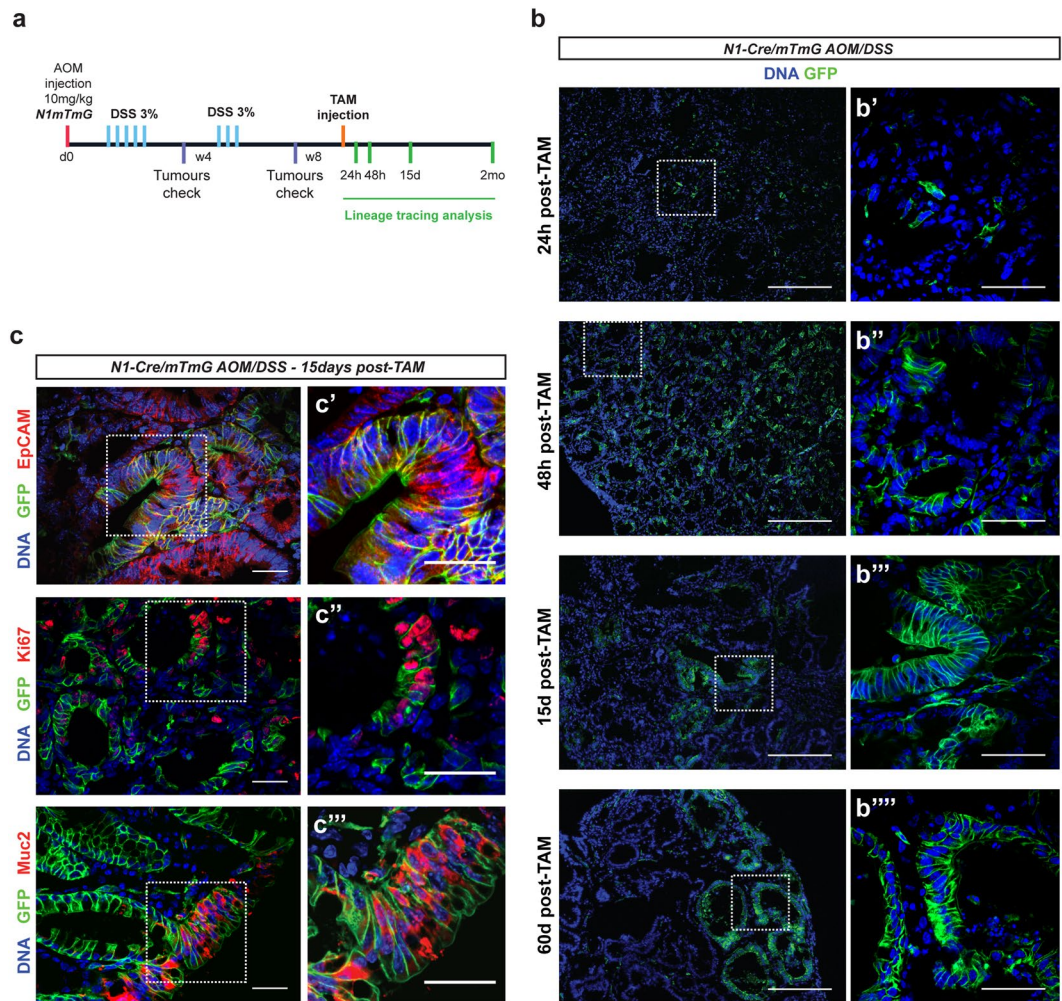 a
AOM
injection
10mg/kg
N1mTmG
DSS 3%
DSS 3%
TAM
injection
d0
w4
w8
24h
48h
15d
2mo
Tumours
check
Tumours
check
Lineage tracing analysis
b
N1-Cre/mTmG AOM/DSS
DNA GFP
24h post-TAM
b'
48h post-TAM
b''
15d post-TAM
b'''
60d post-TAM
b''''
c
N1-Cre/mTmG AOM/DSS - 15days post-TAM
DNA GFP EpCAM
c'
DNA GFP Ki67
c''
DNA GFP Muc2
c'''